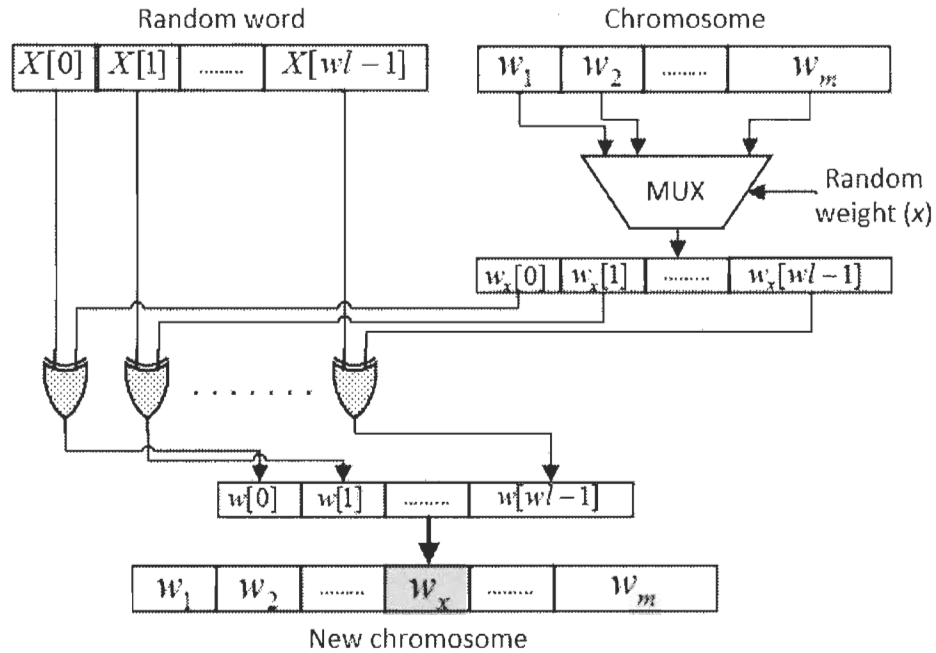 Random word
X[0] X[1] ......... X[wl − 1]
Chromosome
w₁ w₂ ......... wₘ
MUX
Random
weight (x)
wₓ[0] wₓ[1] ......... wₓ[wl − 1]
. . . . . . .
w[0] w[1] ......... w[wl − 1]
w₁ w₂ ......... wₓ ......... wₘ
New chromosome